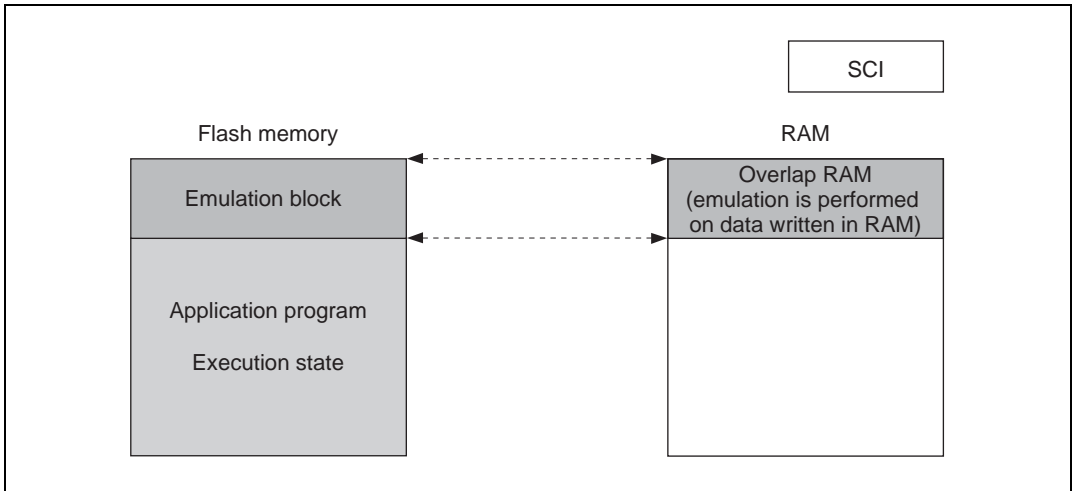 SCI
Flash memory
RAM
Emulation block
Overlap RAM
(emulation is performed
on data written in RAM)
Application program
Execution state